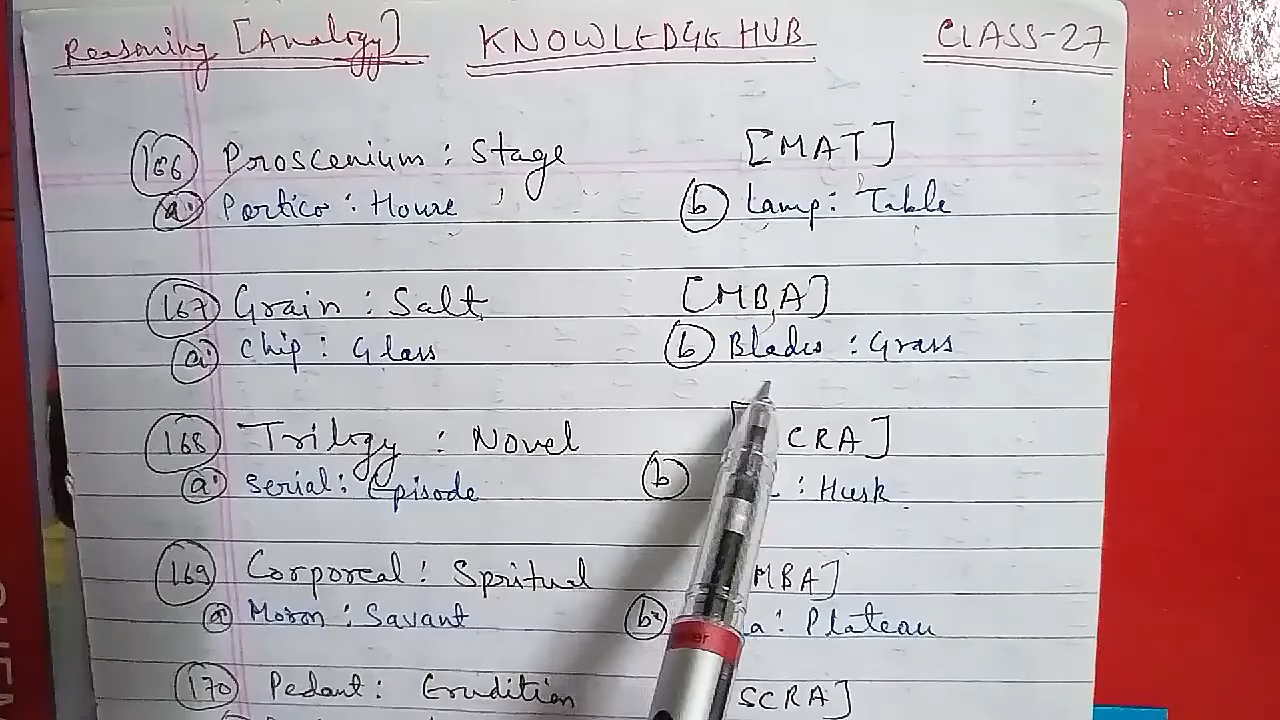 Reasoning [Analogy] KNOWLEDGE HUB CLASS-27
166 Proscenium : Stage [MAT]
a. Portico : House b Lamp : Table
167 Grain : Salt [MBA]
a. Chip : Glass b Blades : Grass
168 Trilogy : Novel CRA]
a. Serial : Episode b : Husk
169 Corporeal : Spritual MBA]
a Moron : Savant b. a : Plateau
170 Pedant : Erudition SCRA]